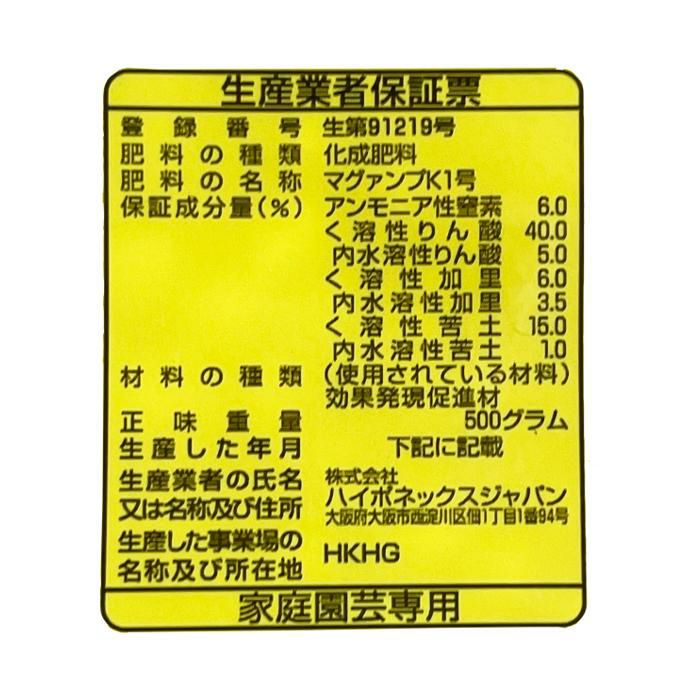 生産業者保証票
登録番号 生第91219号
肥料の種類 化成肥料
肥料の名称 マグァンプK1号
保証成分量(%) アンモニア性窒素 6.0
く溶性りん酸 40.0
内水溶性りん酸 5.0
く溶性加里 6.0
内水溶性加里 3.5
く溶性苦土 15.0
内水溶性苦土 1.0
材料の種類 (使用されている材料)
効果発現促進材
正味重量 500グラム
生産した年月 下記に記載
生産業者の氏名 株式会社
又は名称及び住所 ハイポネックスジャパン
大阪府大阪市西淀川区佃1丁目1番94号
生産した事業場の
名称及び所在地 HKHG
家庭園芸専用